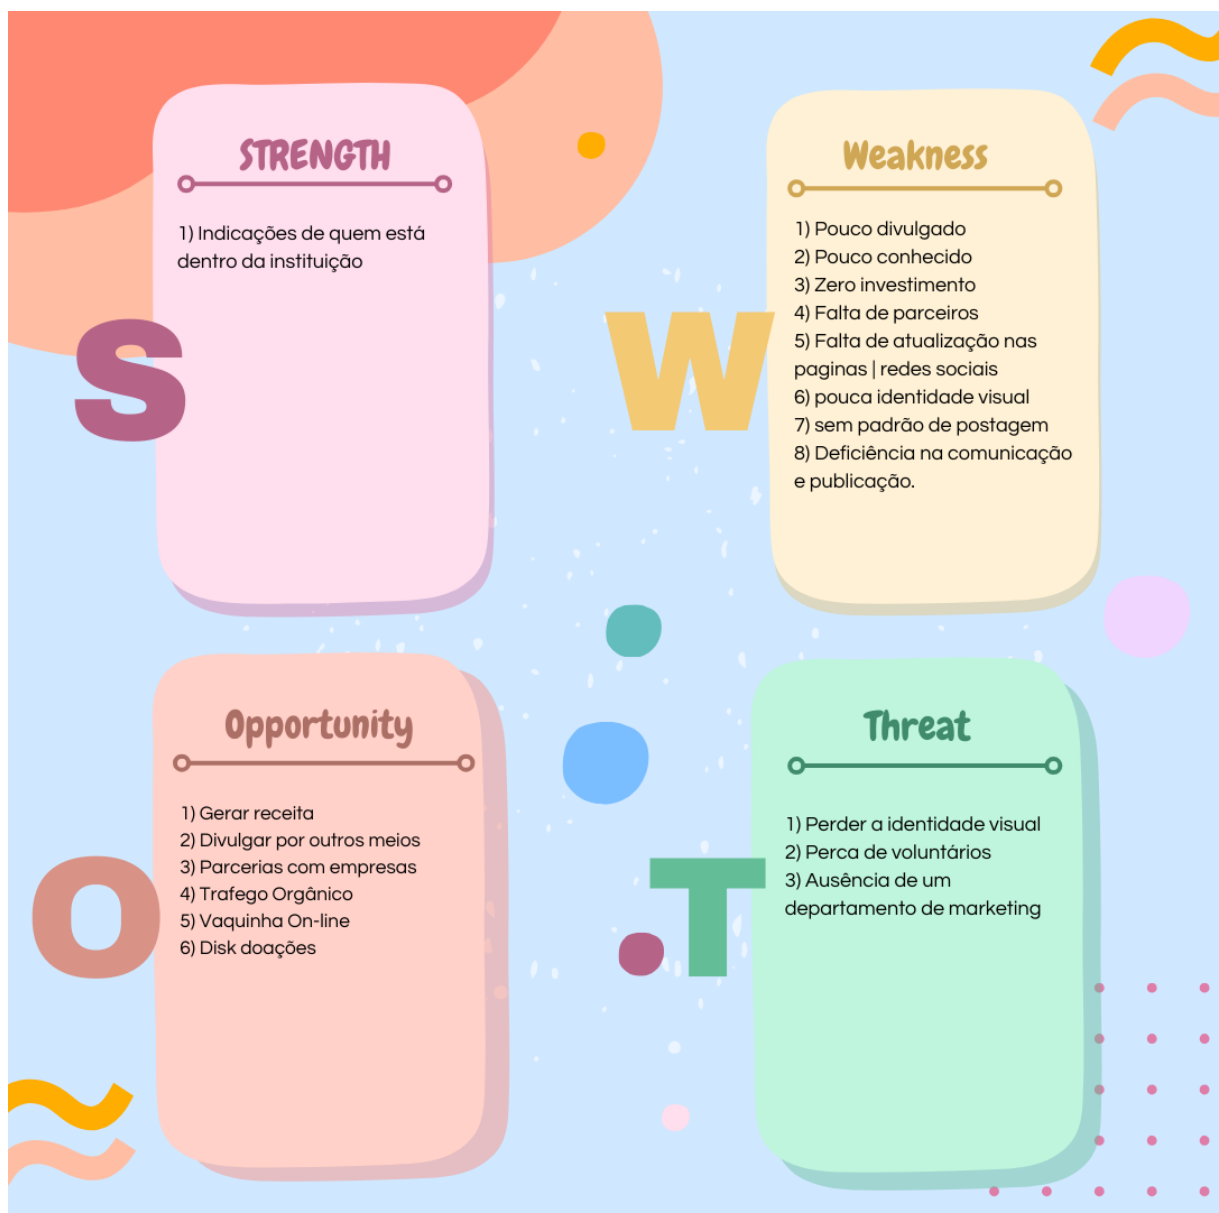 STRENGTH
1) Indicações de quem está
dentro da instituição
S
Weakness
1) Pouco divulgado
2) Pouco conhecido
3) Zero investimento
4) Falta de parceiros
5) Falta de atualização nas
paginas | redes sociais
6) pouca identidade visual
7) sem padrão de postagem
8) Deficiência na comunicação
e publicação.
W
Opportunity
1) Gerar receita
2) Divulgar por outros meios
3) Parcerias com empresas
4) Trafego Orgânico
5) Vaquinha On-line
6) Disk doações
O
Threat
1) Perder a identidade visual
2) Perca de voluntários
3) Ausência de um
departamento de marketing
T